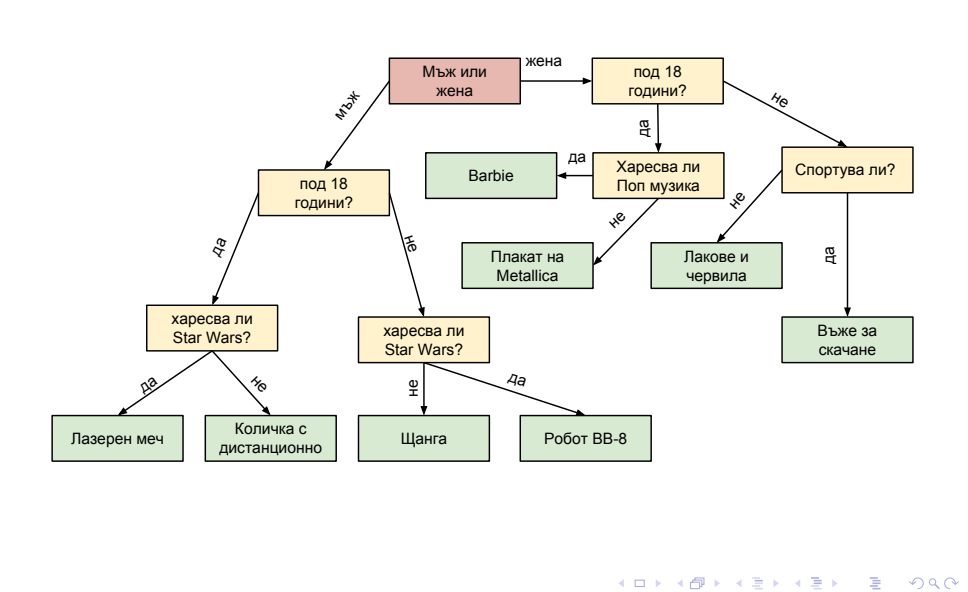 Мъж или
жена
жена
под 18
години?
мъж
да
не
под 18
години?
Barbie
да
Харесва ли
Поп музика
Спортува ли?
да
не
не
не
да
Плакат на
Metallica
Лакове и
червила
харесва ли
Star Wars?
харесва ли
Star Wars?
Въже за
скачане
да
не
не
да
Лазерен меч
Количка с
дистанционно
Щанга
Робот BB-8